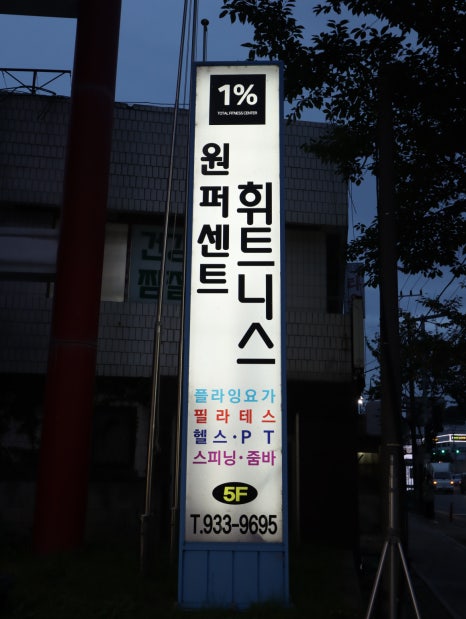 1%
TOTAL FITNESS CENTER
원퍼센트
휘트니스
플라잉요가
필라테스
헬스·PT
스피닝·줌바
5F
T.933-9695